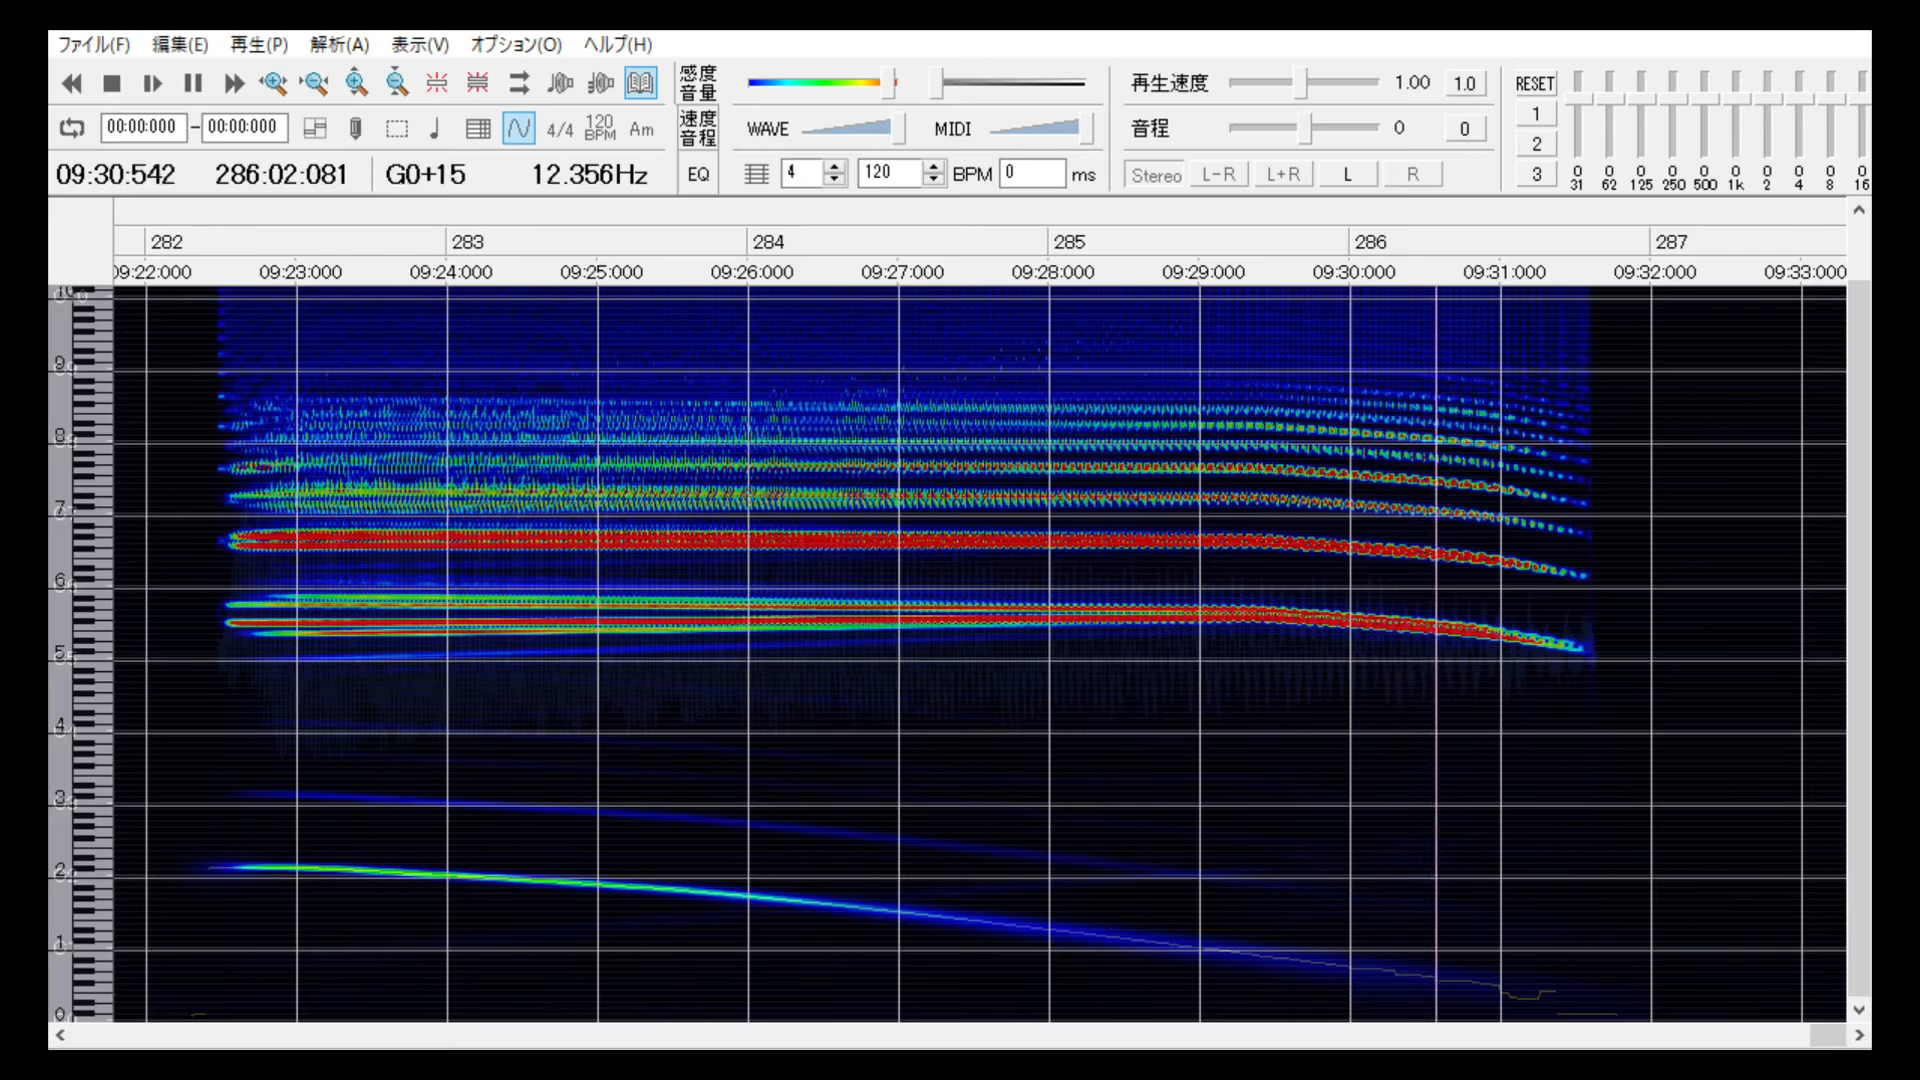 ファイル(F) 編集(E) 再生(P) 解析(A) 表示(V) オプション(O) ヘルプ(H)
感度
音量
再生速度 1.00 1.0
RESET
1
00:00:000 – 00:00:000 4/4 120 BPM Am
速度
音程
WAVE MIDI
音程 0 0
2
09:30:542 286:02:081 G0+15 12.356Hz
EQ
4 120 BPM 0 ms
Stereo L-R L+R L R
3
0 0 0 0 0 0 0 0 0 0
31 62 125 250 500 1k 2 4 8 16
282 283 284 285 286 287
09:22:000 09:23:000 09:24:000 09:25:000 09:26:000 09:27:000 09:28:000 09:29:000 09:30:000 09:31:000 09:32:000 09:33:000
10
9
8
7
6
5
4
3
2
1
0